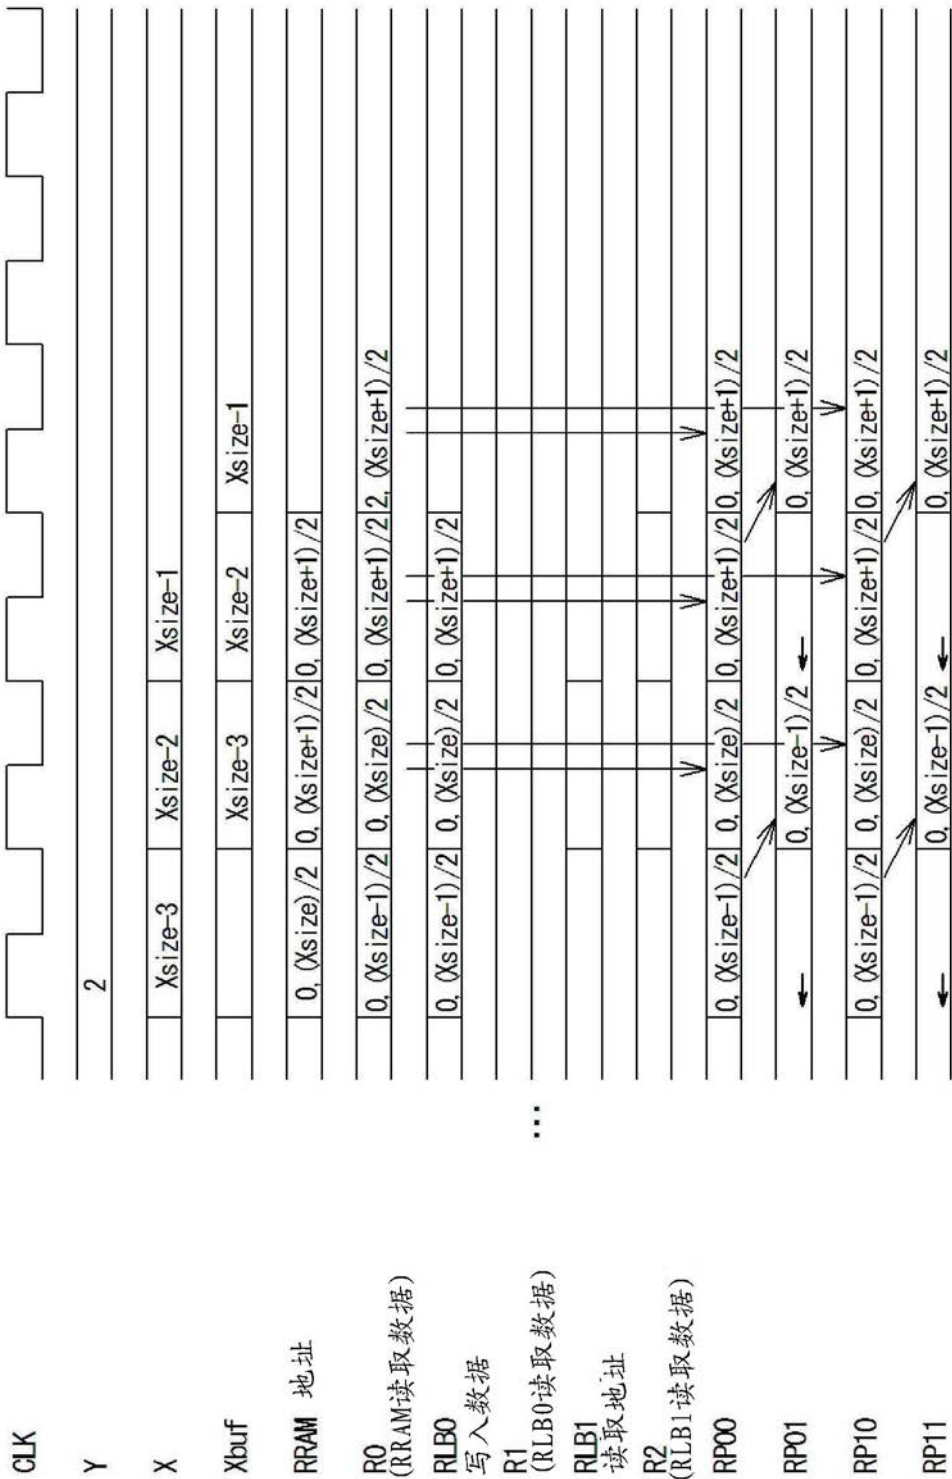 CLK
Y
2
X
Xsize-3
Xsize-2
Xsize-1
Xbuf
Xsize-3
Xsize-2
Xsize-1
RRAM 地址
0, (Xsize)/2
0, (Xsize+1)/2
0, (Xsize+1)/2
R0
(RRAM读取数据)
0, (Xsize-1)/2
0, (Xsize)/2
0, (Xsize+1)/2
2, (Xsize+1)/2
RLB0
写入数据
0, (Xsize-1)/2
0, (Xsize)/2
0, (Xsize+1)/2
R1
(RLB0读取数据)
...
RLB1
读取地址
R2
(RLB1读取数据)
RP00
0, (Xsize-1)/2
0, (Xsize)/2
0, (Xsize+1)/2
0, (Xsize+1)/2
RP01
0, (Xsize-1)/2
0, (Xsize+1)/2
RP10
0, (Xsize-1)/2
0, (Xsize)/2
0, (Xsize+1)/2
0, (Xsize+1)/2
RP11
0, (Xsize-1)/2
0, (Xsize+1)/2